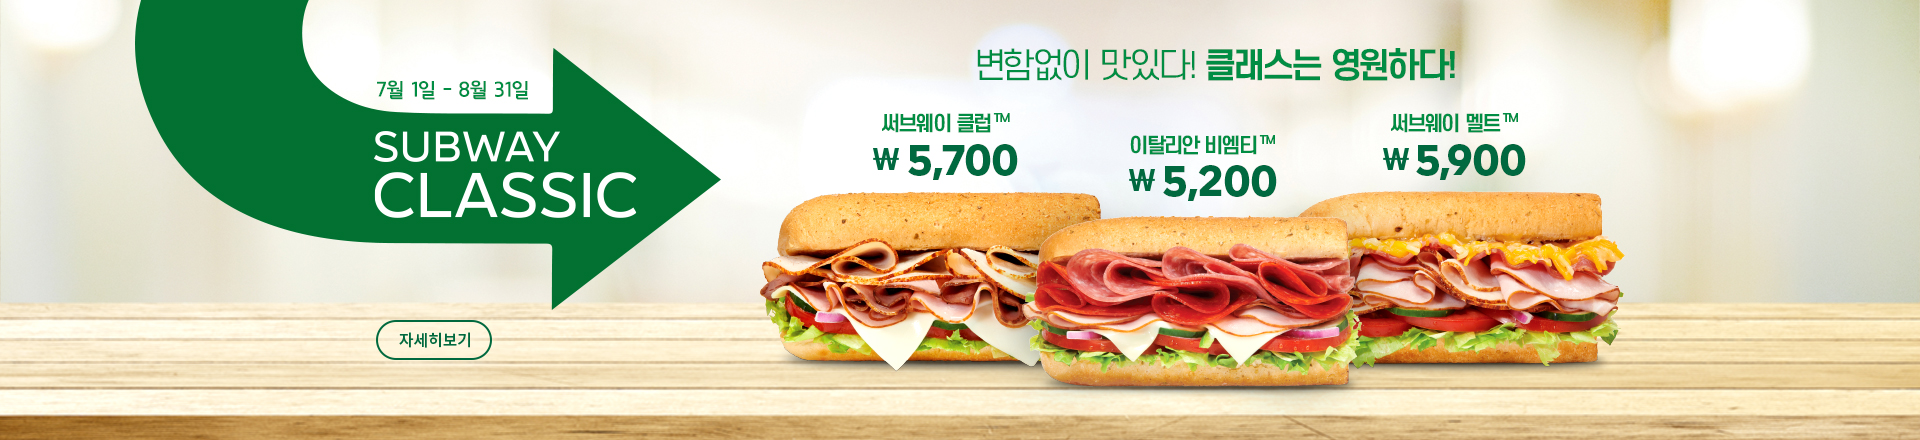 7월 1일 - 8월 31일
SUBWAY
CLASSIC
자세히보기
변함없이 맛있다! 클래스는 영원하다!
써브웨이 클럽™
₩ 5,700
이탈리안 비엠티™
₩ 5,200
써브웨이 멜트™
₩ 5,900